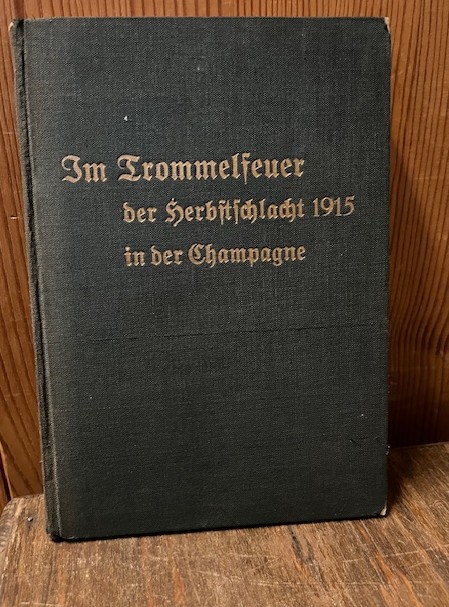 Im Trommelfeuer
der Herbstschlacht 1915
in der Champagne